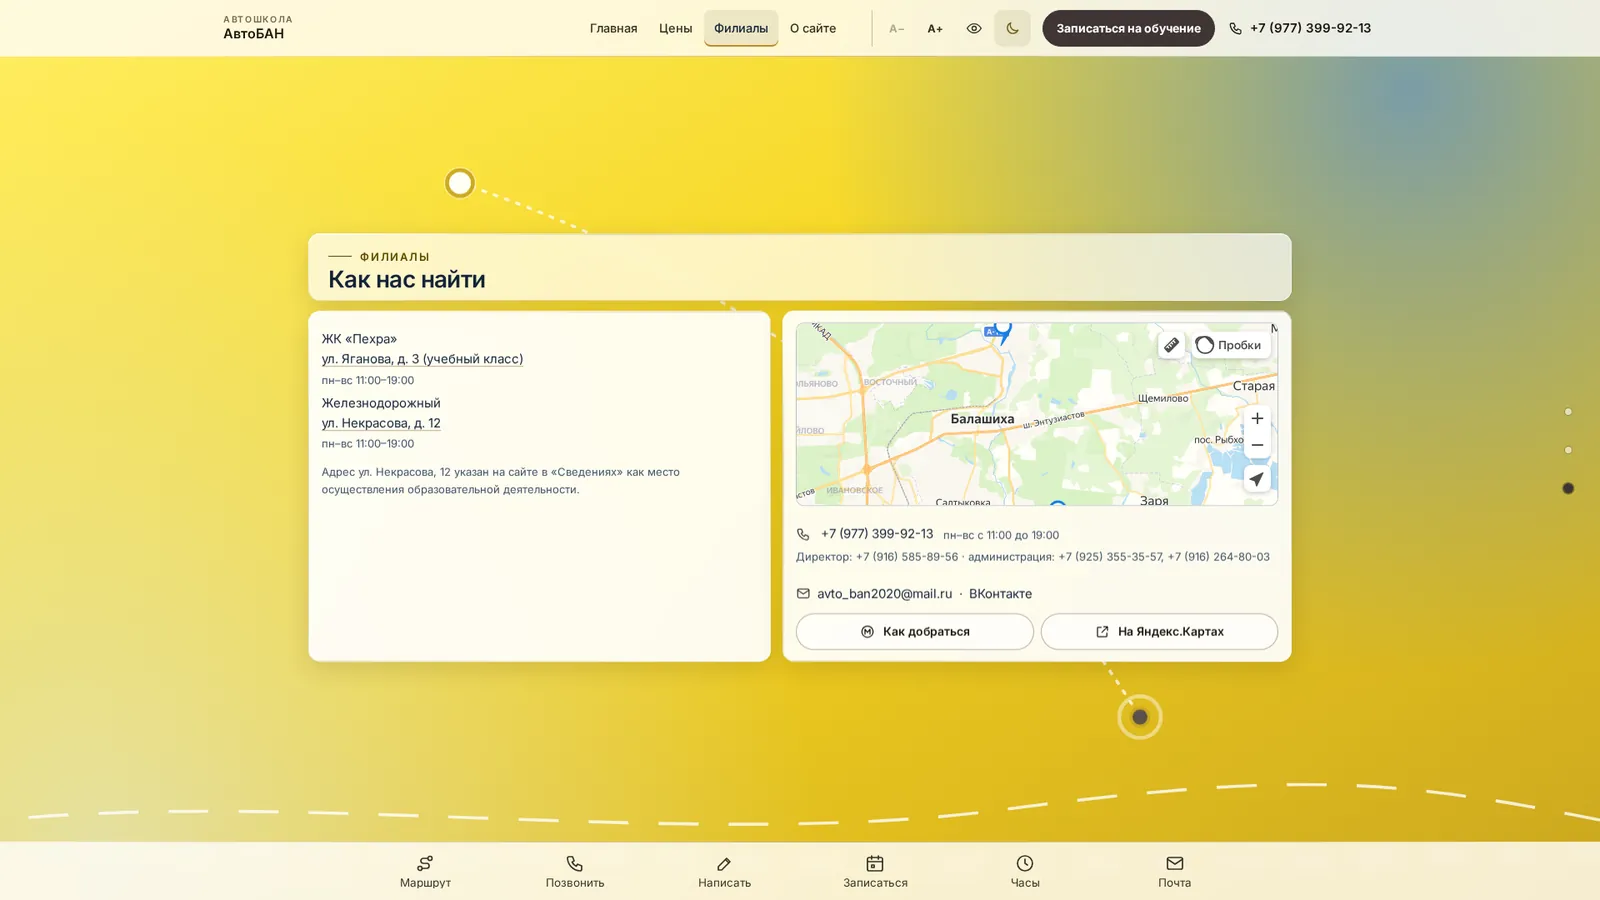 АВТОШКОЛА
АвтоБАН
Главная Цены Филиалы О сайте A− A+ Записаться на обучение +7 (977) 399-92-13
ФИЛИАЛЫ
Как нас найти
ЖК «Пехра»
ул. Яганова, д. 3 (учебный класс)
пн–вс 11:00–19:00
Железнодорожный
ул. Некрасова, д. 12
пн–вс 11:00–19:00
Адрес ул. Некрасова, 12 указан на сайте в «Сведениях» как место
осуществления образовательной деятельности.
Пробки
ВОСТОЧНЫЙ
Старая
Щемилово
Балашиха
ш. Энтузиастов
пос. Рыбхо
ИВАНОВСКОЕ
Салтыковка
Заря
+7 (977) 399-92-13 пн–вс с 11:00 до 19:00
Директор: +7 (916) 585-89-56 · администрация: +7 (925) 355-35-57, +7 (916) 264-80-03
avto_ban2020@mail.ru · ВКонтакте
Как добраться На Яндекс.Картах
Маршрут Позвонить Написать Записаться Часы Почта